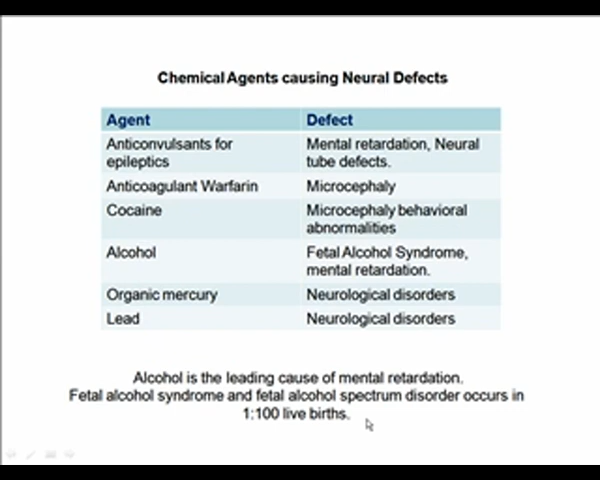 Chemical Agents causing Neural Defects
Agent Defect
Anticonvulsants for Mental retardation, Neural
epileptics tube defects.
Anticoagulant Warfarin Microcephaly
Cocaine Microcephaly behavioral
abnormalities
Alcohol Fetal Alcohol Syndrome,
mental retardation.
Organic mercury Neurological disorders
Lead Neurological disorders
Alcohol is the leading cause of mental retardation.
Fetal alcohol syndrome and fetal alcohol spectrum disorder occurs in
1:100 live births.